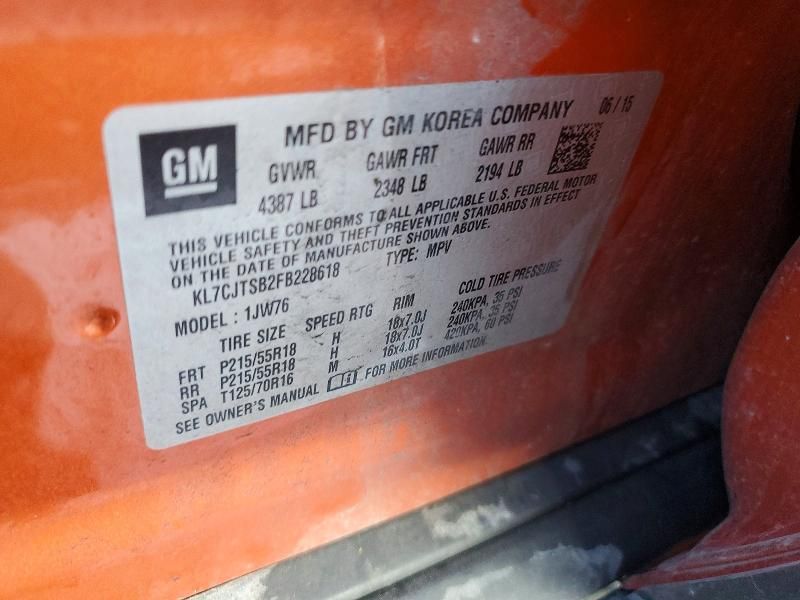 GM
MFD BY GM KOREA COMPANY 06/15
GVWR GAWR FRT GAWR RR
4387 LB 2348 LB 2194 LB
THIS VEHICLE CONFORMS TO ALL APPLICABLE U.S. FEDERAL MOTOR
VEHICLE SAFETY AND THEFT PREVENTION STANDARDS IN EFFECT
ON THE DATE OF MANUFACTURE SHOWN ABOVE.
KL7CJTSB2FB228618 TYPE: MPV
MODEL : 1JW76
TIRE SIZE SPEED RTG RIM COLD TIRE PRESSURE
FRT P215/55R18 H 18x7.0J 240KPA, 35 PSI
RR P215/55R18 H 18x7.0J 240KPA, 35 PSI
SPA T125/70R16 M 16x4.0T 420KPA, 60 PSI
SEE OWNER'S MANUAL FOR MORE INFORMATION.